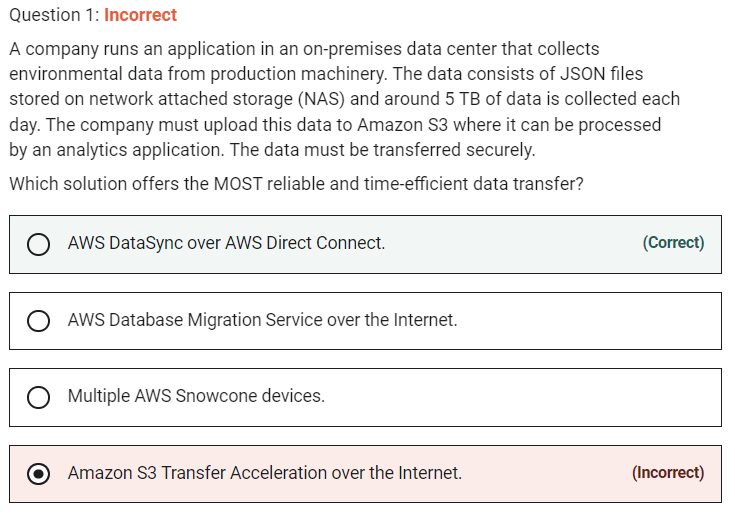 Question 1: Incorrect
A company runs an application in an on-premises data center that collects
environmental data from production machinery. The data consists of JSON files
stored on network attached storage (NAS) and around 5 TB of data is collected each
day. The company must upload this data to Amazon S3 where it can be processed
by an analytics application. The data must be transferred securely.
Which solution offers the MOST reliable and time-efficient data transfer?
AWS DataSync over AWS Direct Connect. (Correct)
AWS Database Migration Service over the Internet.
Multiple AWS Snowcone devices.
Amazon S3 Transfer Acceleration over the Internet. (Incorrect)